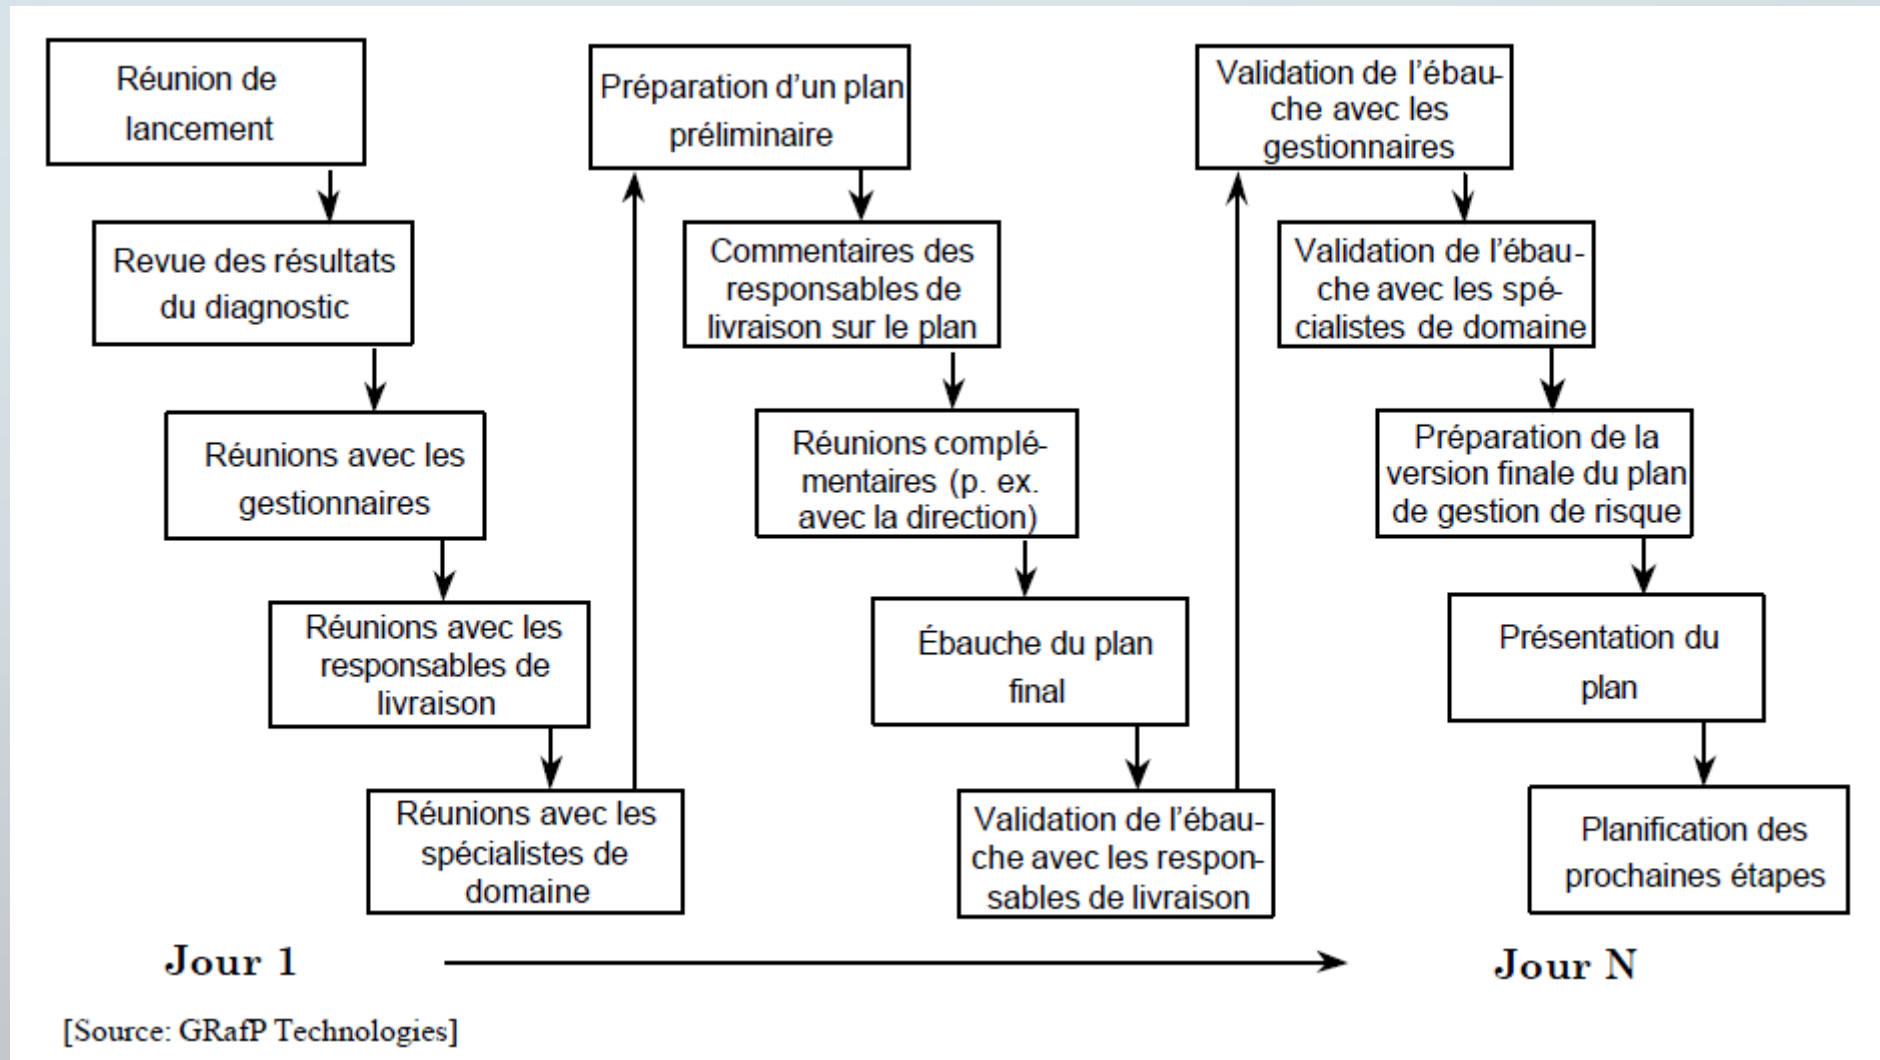 Réunion de
lancement
Revue des résultats
du diagnostic
Réunions avec les
gestionnaires
Réunions avec les
responsables de
livraison
Réunions avec les
spécialistes de
domaine
Préparation d'un plan
préliminaire
Commentaires des
responsables de
livraison sur le plan
Réunions complé-
mentaires (p. ex.
avec la direction)
Ébauche du plan
final
Validation de l'ébau-
che avec les respon-
sables de livraison
Validation de l'ébau-
che avec les
gestionnaires
Validation de l'ébau-
che avec les spé-
cialistes de domaine
Préparation de la
version finale du plan
de gestion de risque
Présentation du
plan
Planification des
prochaines étapes
Jour 1
Jour N
[Source: GRafP Technologies]